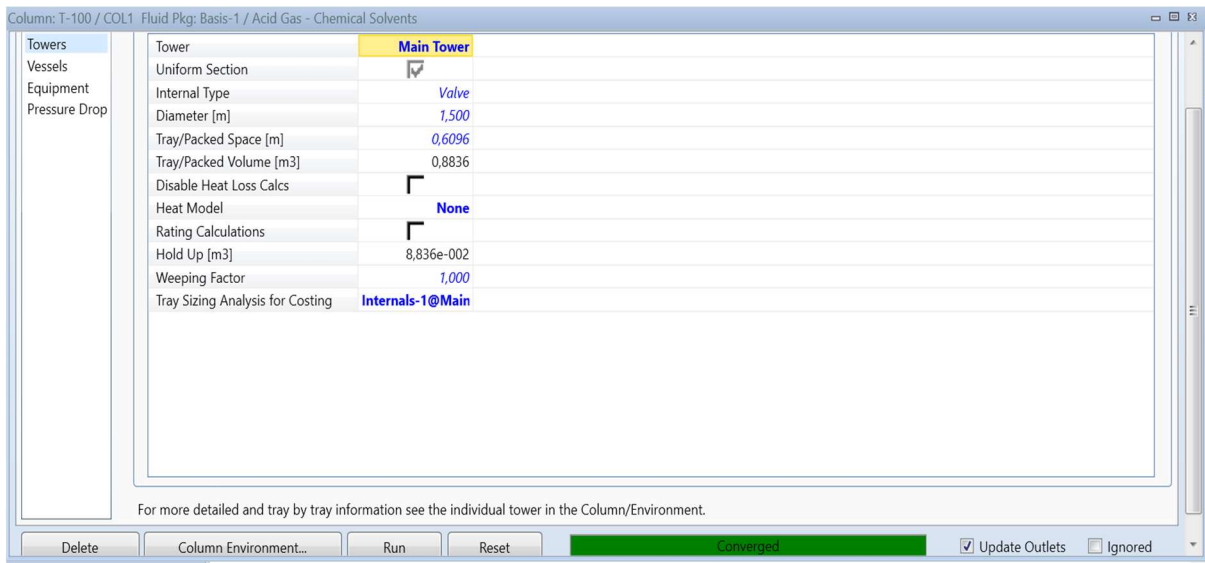 Column: T-100 / COL1 Fluid Pkg: Basis-1 / Acid Gas - Chemical Solvents
Towers
Vessels
Equipment
Pressure Drop
Tower Main Tower
Uniform Section
Internal Type Valve
Diameter [m] 1,500
Tray/Packed Space [m] 0,6096
Tray/Packed Volume [m3] 0,8836
Disable Heat Loss Calcs
Heat Model None
Rating Calculations
Hold Up [m3] 8,836e-002
Weeping Factor 1,000
Tray Sizing Analysis for Costing Internals-1@Main
For more detailed and tray by tray information see the individual tower in the Column/Environment.
Delete Column Environment... Run Reset Converged Update Outlets Ignored